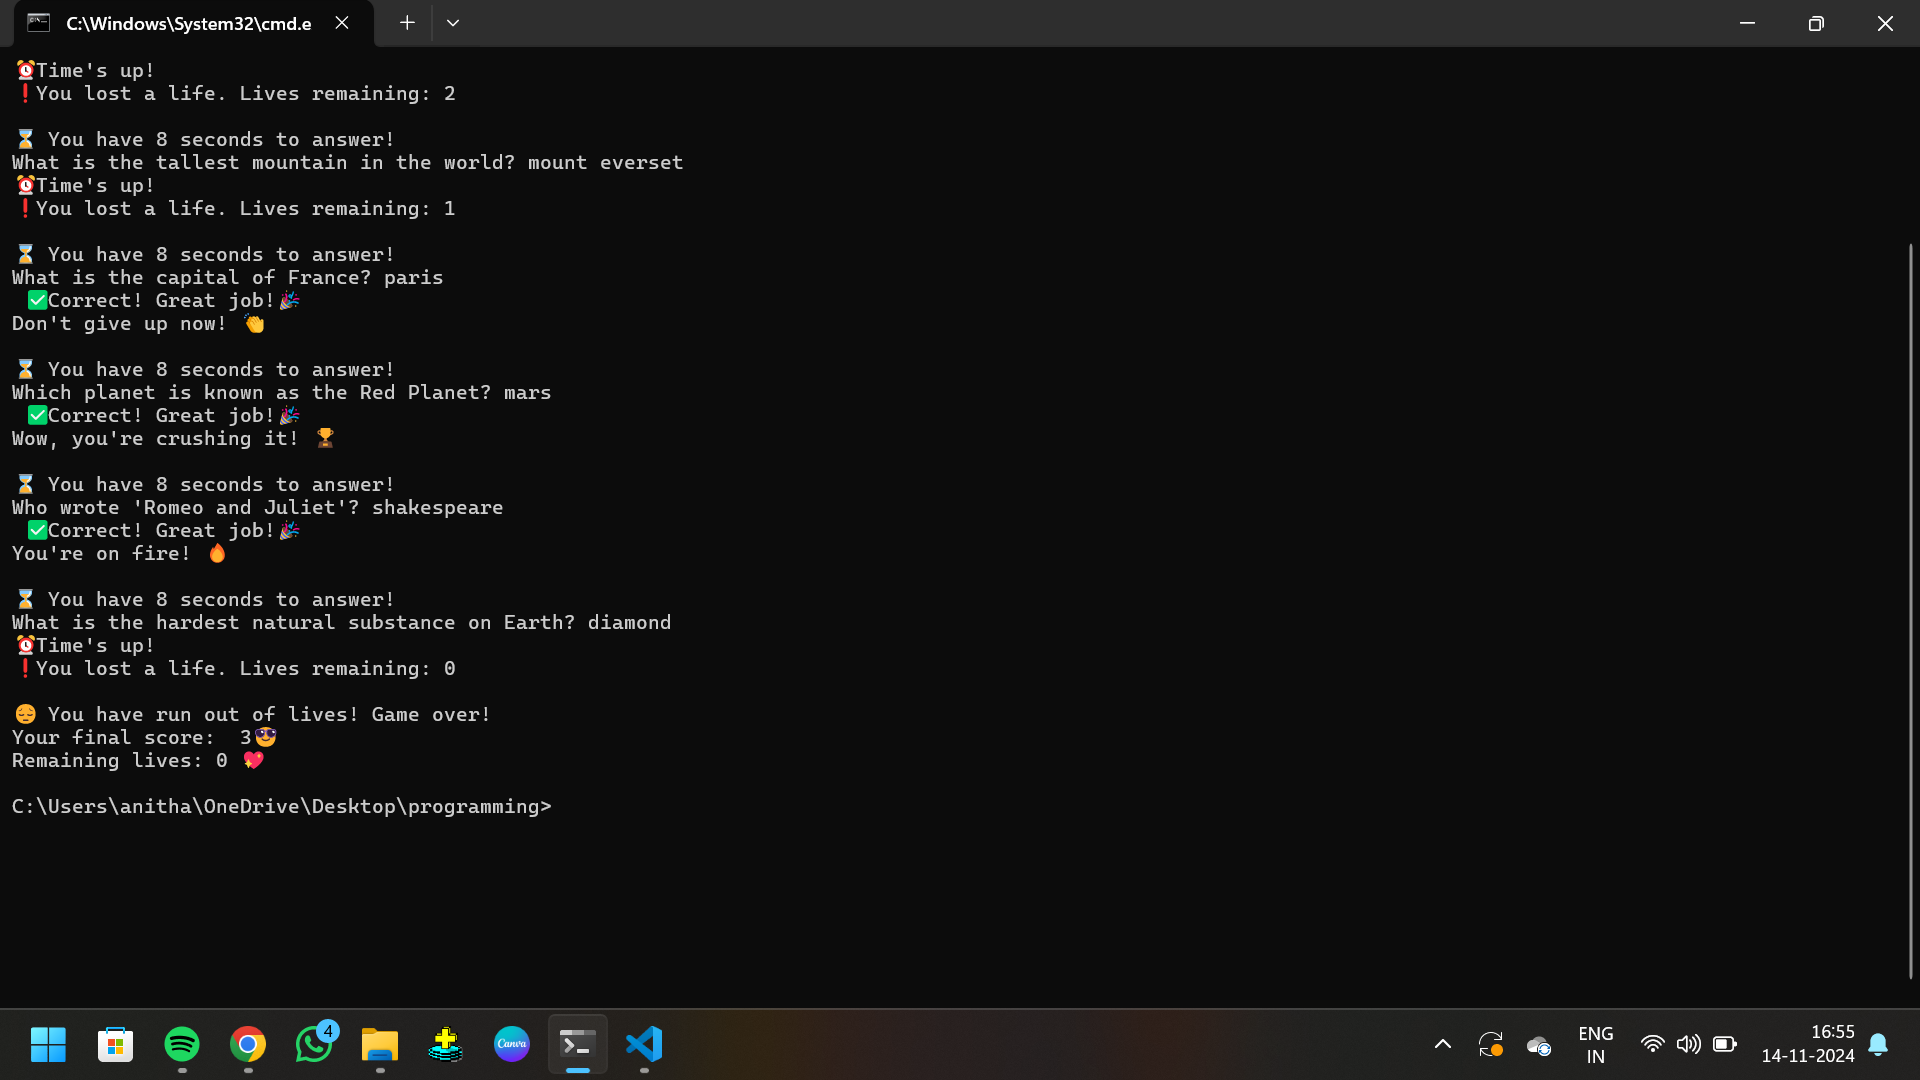 C:\Windows\System32\cmd.e
⏰Time's up!
❗You lost a life. Lives remaining: 2
⏳ You have 8 seconds to answer!
What is the tallest mountain in the world? mount everset
⏰Time's up!
❗You lost a life. Lives remaining: 1
⏳ You have 8 seconds to answer!
What is the capital of France? paris
✅Correct! Great job!🎉
Don't give up now! 👏
⏳ You have 8 seconds to answer!
Which planet is known as the Red Planet? mars
✅Correct! Great job!🎉
Wow, you're crushing it! 🏆
⏳ You have 8 seconds to answer!
Who wrote 'Romeo and Juliet'? shakespeare
✅Correct! Great job!🎉
You're on fire! 🔥
⏳ You have 8 seconds to answer!
What is the hardest natural substance on Earth? diamond
⏰Time's up!
❗You lost a life. Lives remaining: 0
😔 You have run out of lives! Game over!
Your final score:  3😎
Remaining lives: 0 💖
C:\Users\anitha\OneDrive\Desktop\programming>
4
Canva
ENG
IN
16:55
14-11-2024